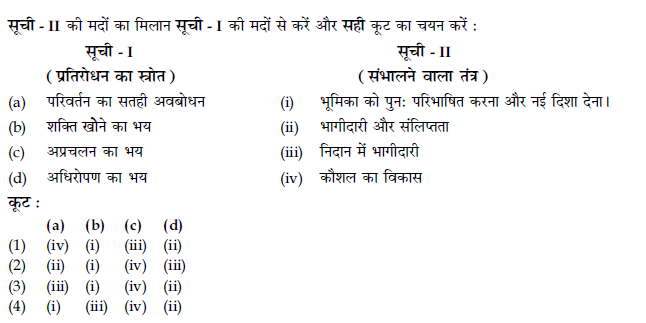 सूची - II की मदों का मिलान सूची - I की मदों से करें और सही कूट का चयन करें :
सूची - I सूची - II
( प्रतिरोधन का स्त्रोत ) ( संभालने वाला तंत्र )
(a) परिवर्तन का सतही अवबोधन (i) भूमिका को पुनः परिभाषित करना और नई दिशा देना।
(b) शक्ति खोने का भय (ii) भागीदारी और संलिप्तता
(c) अप्रचलन का भय (iii) निदान में भागीदारी
(d) अधिरोपण का भय (iv) कौशल का विकास
कूट :
(a) (b) (c) (d)
(1) (iv) (i) (iii) (ii)
(2) (ii) (i) (iv) (iii)
(3) (iii) (i) (iv) (ii)
(4) (i) (iii) (iv) (ii)